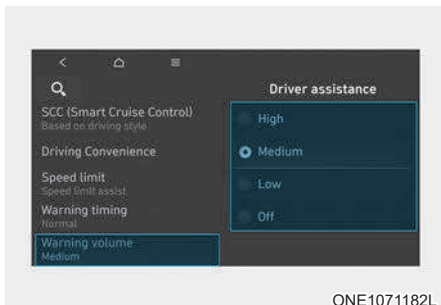 Driver assistance
SCC (Smart Cruise Control)
Based on driving style
Driving Convenience
Speed limit
Speed limit assist
Warning timing
Normal
Warning volume
Medium
High
Medium
Low
Off
ONE1071182L